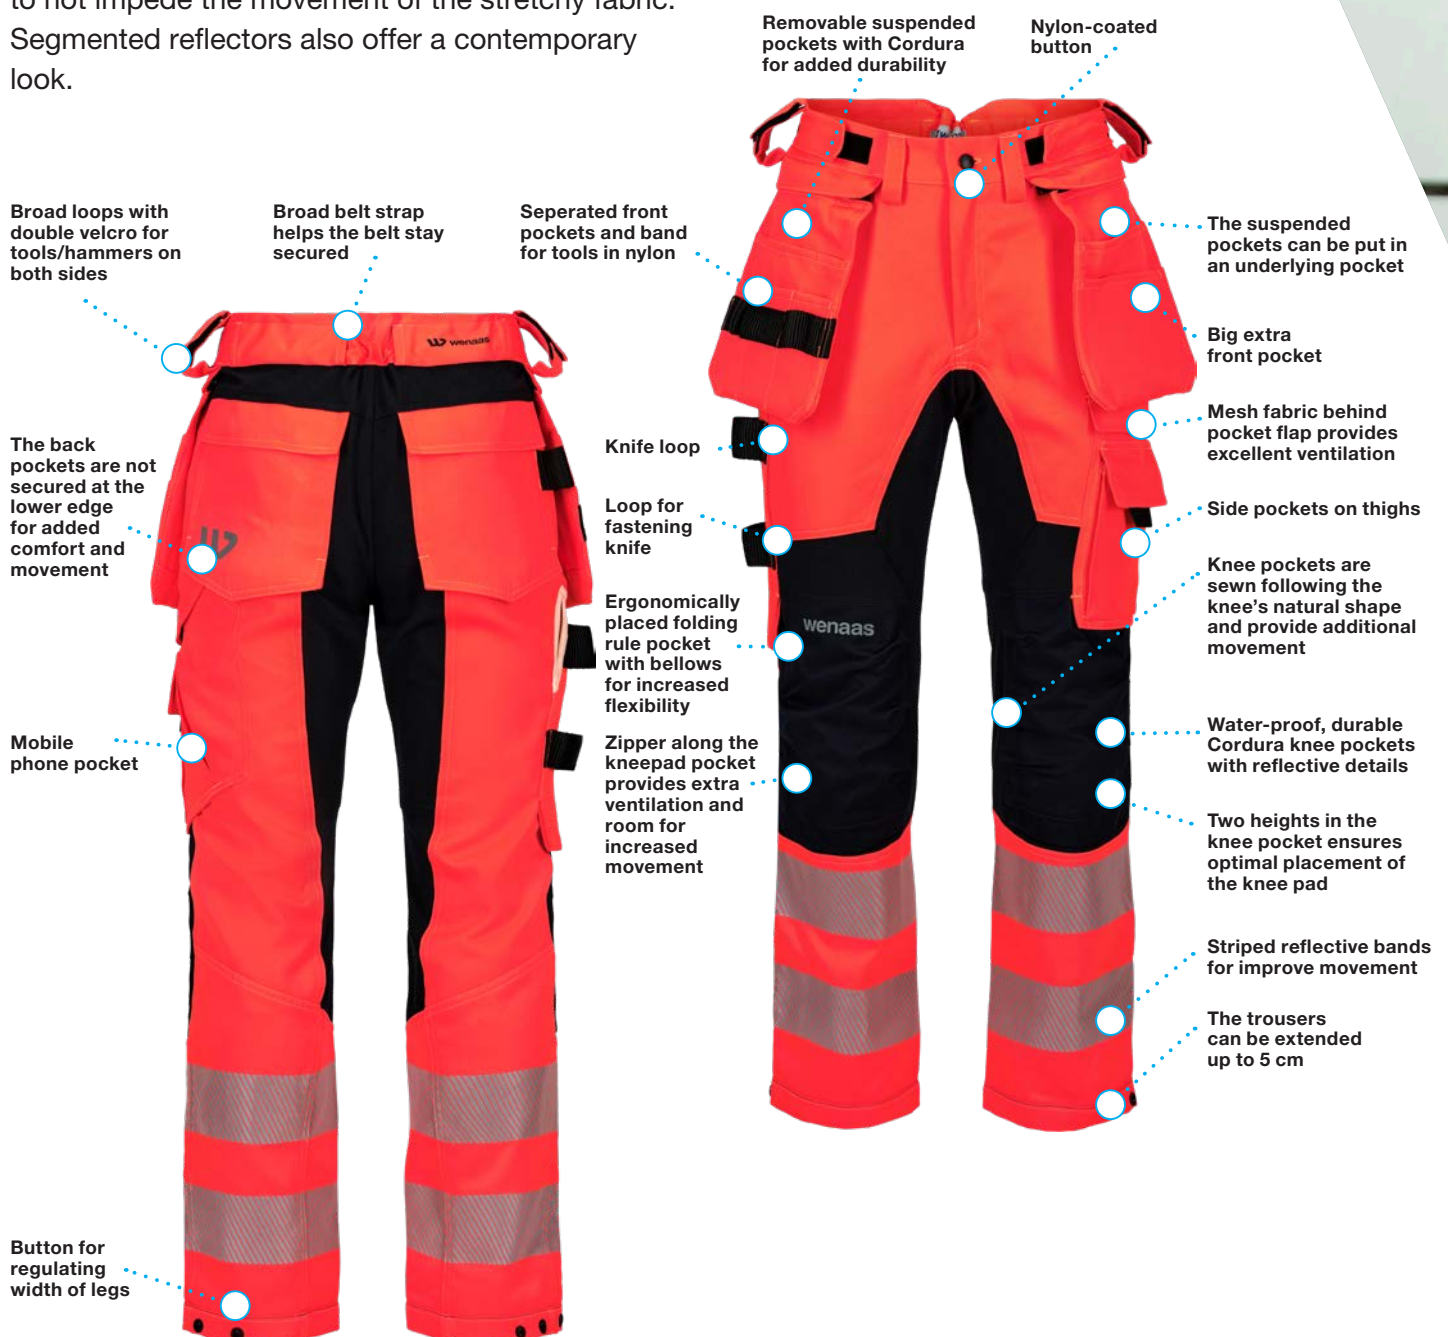 to not impede the movement of the stretchy fabric.
Segmented reflectors also offer a contemporary
look.
Removable suspended
pockets with Cordura
for added durability
Nylon-coated
button
Broad loops with
double velcro for
tools/hammers on
both sides
Broad belt strap
helps the belt stay
secured
Seperated front
pockets and band
for tools in nylon
The suspended
pockets can be put in
an underlying pocket
Big extra
front pocket
wenaas
The back
pockets are not
secured at the
lower edge
for added
comfort and
movement
Knife loop
Mesh fabric behind
pocket flap provides
excellent ventilation
Loop for
fastening
knife
Side pockets on thighs
Knee pockets are
sewn following the
knee's natural shape
and provide additional
movement
Ergonomically
placed folding
rule pocket
with bellows
for increased
flexibility
wenaas
Mobile
phone pocket
Zipper along the
kneepad pocket
provides extra
ventilation and
room for
increased
movement
Water-proof, durable
Cordura knee pockets
with reflective details
Two heights in the
knee pocket ensures
optimal placement of
the knee pad
Striped reflective bands
for improve movement
The trousers
can be extended
up to 5 cm
Button for
regulating
width of legs